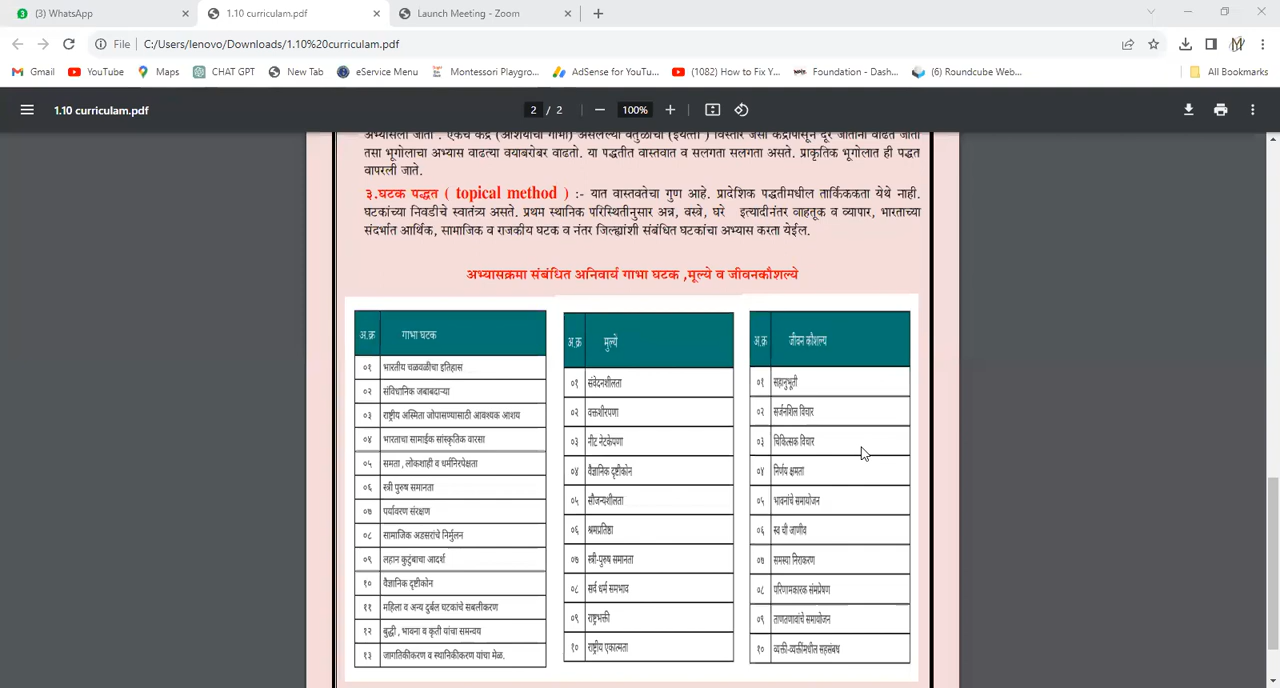 (3) WhatsApp
1.10 curriculam.pdf
Launch Meeting - Zoom
File
C:/Users/lenovo/Downloads/1.10%20curriculam.pdf
Gmail
YouTube
Maps
CHAT GPT
New Tab
eService Menu
Montessori Playgro...
AdSense for YouTu...
(1082) How to Fix Y...
Foundation - Dash...
(6) Roundcube Web...
All Bookmarks
1.10 curriculam.pdf
2 / 2
100%
अभ्यासली जाते . एकच केंद्र (आशयाचा गाभा) असलेल्या वर्तुळाचा (इयत्ता ) विस्तार जसा केंद्रापासून दूर जाताना वाढत जातो
तसा भूगोलाचा अभ्यास वाढत्या वयाबरोबर वाढतो. या पद्धतीत वास्तवात व सलगता सलगता असते. प्राकृतिक भूगोलात ही पद्धत
वापरली जाते.
३.घटक पद्धत ( topical method ) :- यात वास्तवतेचा गुण आहे. प्रादेशिक पद्धतीमधील तार्किककता येथे नाही.
घटकांच्या निवडीचे स्वातंत्र्य असते. प्रथम स्थानिक परिस्थितीनुसार अन्न, वस्त्रे, घरे इत्यादीनंतर वाहतूक व व्यापार, भारताच्या
संदर्भात आर्थिक, सामाजिक व राजकीय घटक व नंतर जिल्ह्यांशी संबंधित घटकांचा अभ्यास करता येईल.
अभ्यासक्रमा संबंधित अनिवार्य गाभा घटक ,मूल्ये व जीवनकौशल्ये
अ.क्र गाभा घटक
०१ भारतीय चळवळीचा इतिहास
०२ संविधानिक जबाबदाऱ्या
०३ राष्ट्रीय अस्मिता जोपासण्यासाठी आवश्यक आशय
०४ भारताचा सामाईक सांस्कृतिक वारसा
०५ समता , लोकशाही व धर्मनिरपेक्षता
०६ स्त्री पुरुष समानता
०७ पर्यावरण संरक्षण
०८ सामाजिक अडसरांचे निर्मुलन
०९ लहान कुटुंबाचा आदर्श
१० वैज्ञानिक दृष्टीकोन
११ महिला व अन्य दुर्बल घटकांचे सबलीकरण
१२ बुद्धी , भावना व कृती यांचा समन्वय
१३ जागतिकीकरण व स्थानिकीकरण यांचा मेळ.
अ.क्र मुल्ये
०१ संवेदनशीलता
०२ वक्तशीरपणा
०३ नीट नेटकेपणा
०४ वैज्ञानिक दृष्टीकोन
०५ सौजन्यशीलता
०६ श्रमप्रतिष्ठा
०७ स्त्री-पुरुष समानता
०८ सर्व धर्म समभाव
०९ राष्ट्रभक्ती
१० राष्ट्रीय एकात्मता
अ.क्र जीवन कौशल्य
०१ सहानुभूती
०२ सर्जनशिल विचार
०३ चिकित्सक विचार
०४ निर्णय क्षमता
०५ भावनांचे समायोजन
०६ स्व ची जाणीव
०७ समस्या निराकरण
०८ परिणामकारक संमप्रेषण
०९ ताणतणावांचे समायोजन
१० व्यक्ती-व्यक्तींमधील सहसंबंध